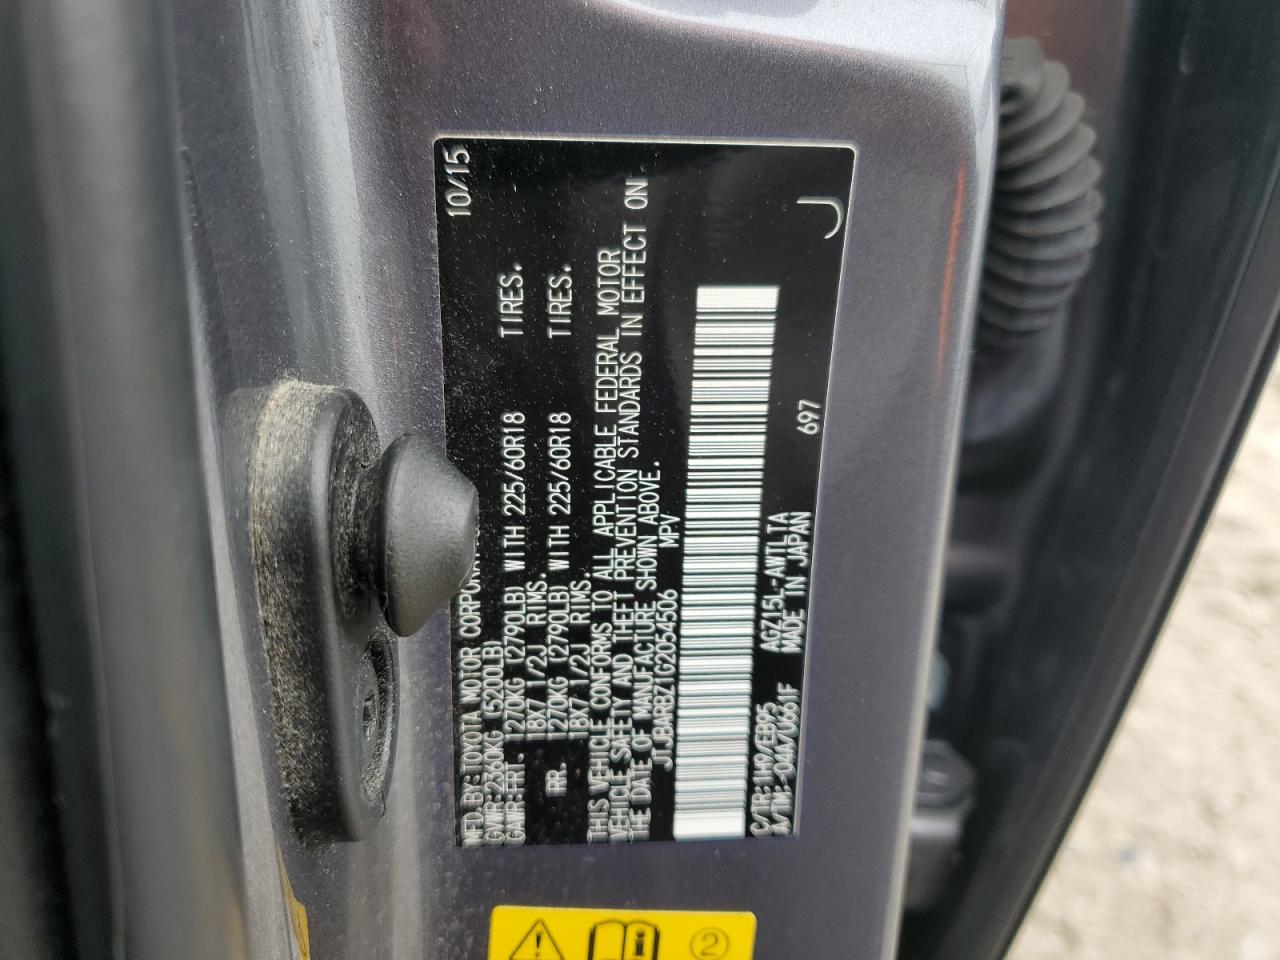 MFD.BY:TOYOTA MOTOR 10/15
GVWR:2360KG (5200LB)
GAWR:FRT. 1270KG (2790LB) WITH 225/60R18 TIRES.
18X7 1/2J RIMS.
RR. 1270KG (2790LB) WITH 225/60R18 TIRES.
18X7 1/2J RIMS.
THIS VEHICLE CONFORMS TO ALL APPLICABLE FEDERAL MOTOR
VEHICLE SAFETY AND THEFT PREVENTION STANDARDS IN EFFECT ON
THE DATE OF MANUFACTURE SHOWN ABOVE.
JTJBARBZ1G2054506 MPV
C/TR:1H9/EB95 AGZ15L-AWTLTA 697
A/TM:-04A/U661F MADE IN JAPAN
J
2